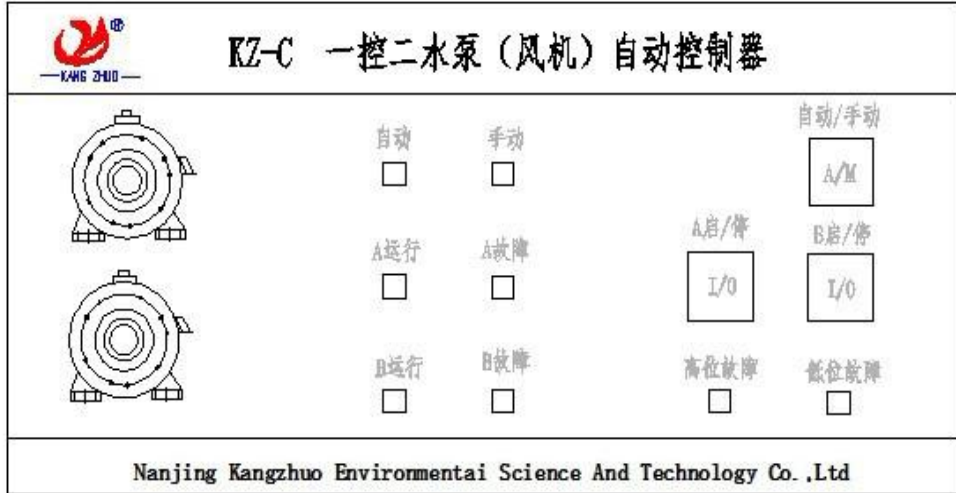 ®
KANG ZHUO
KZ-C 一控二水泵（风机）自动控制器
自动 手动 自动/手动
A/M
A运行 A故障 A启/停 B启/停
I/O I/O
B运行 B故障 高位故障 低位故障
Nanjing Kangzhuo Environmentai Science And Technology Co.,Ltd